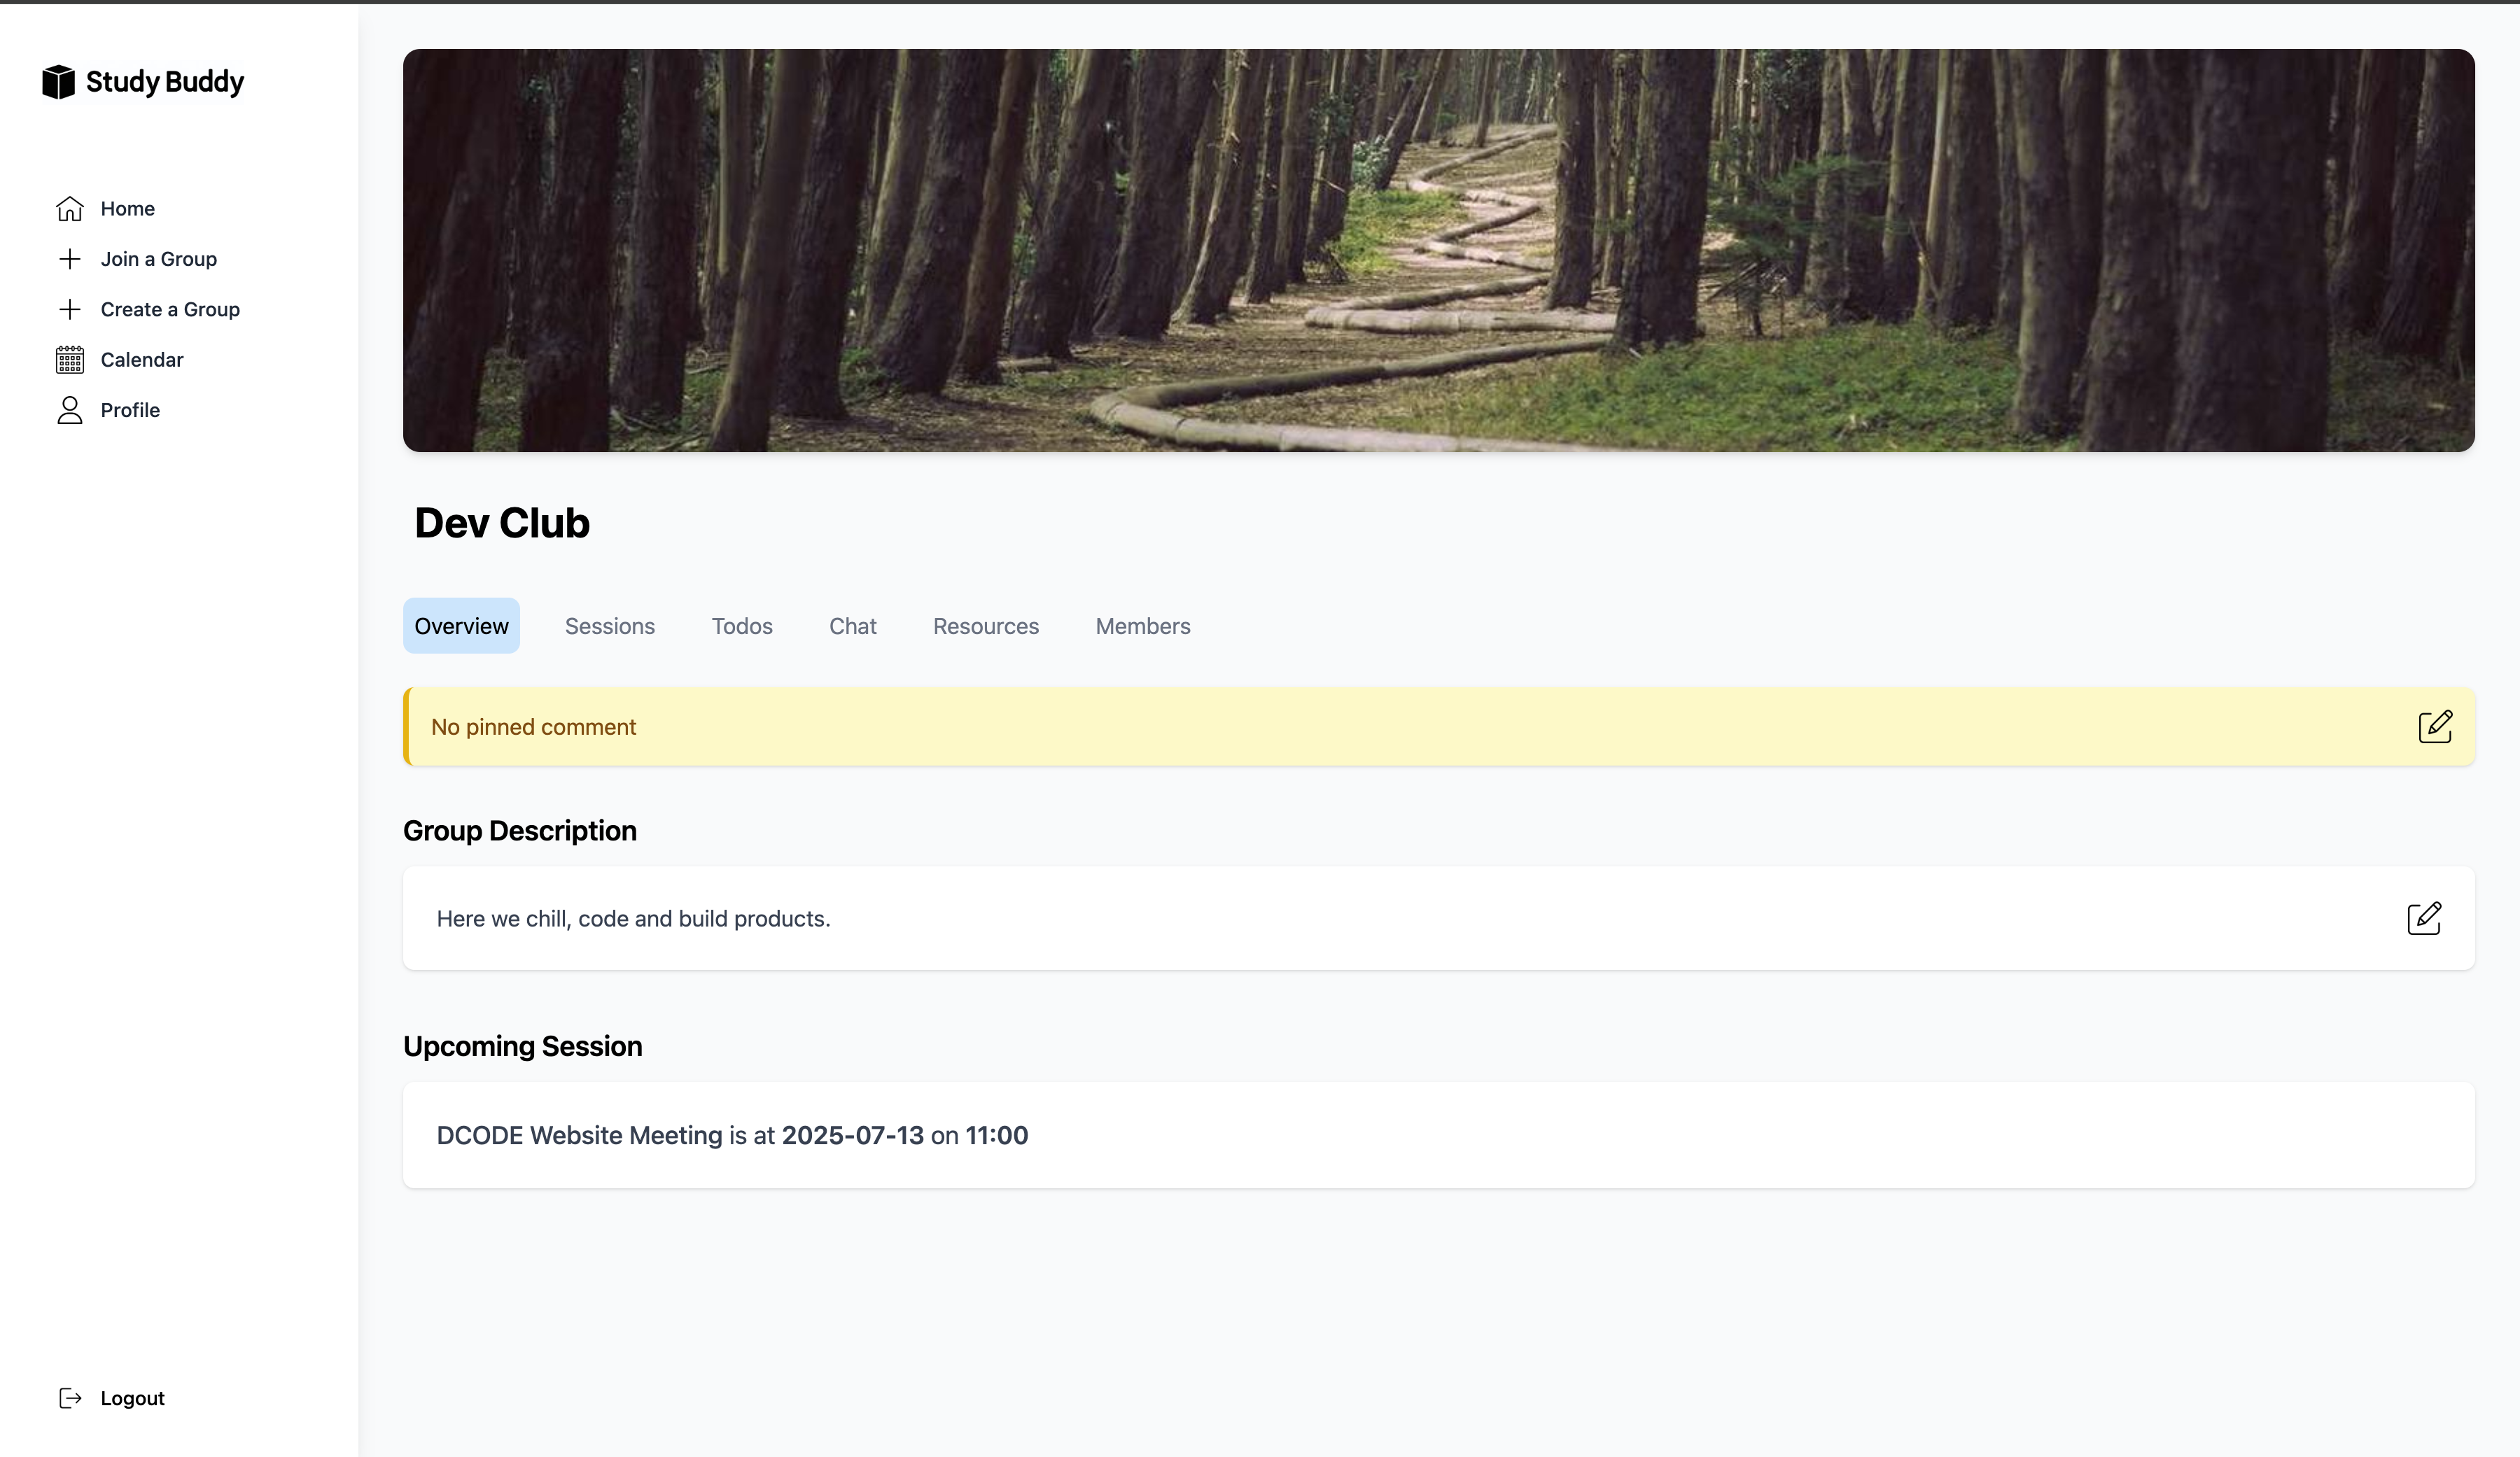 Study Buddy
Home
Join a Group
Create a Group
Calendar
Profile
Logout
Dev Club
Overview Sessions Todos Chat Resources Members
No pinned comment
Group Description
Here we chill, code and build products.
Upcoming Session
DCODE Website Meeting is at 2025-07-13 on 11:00